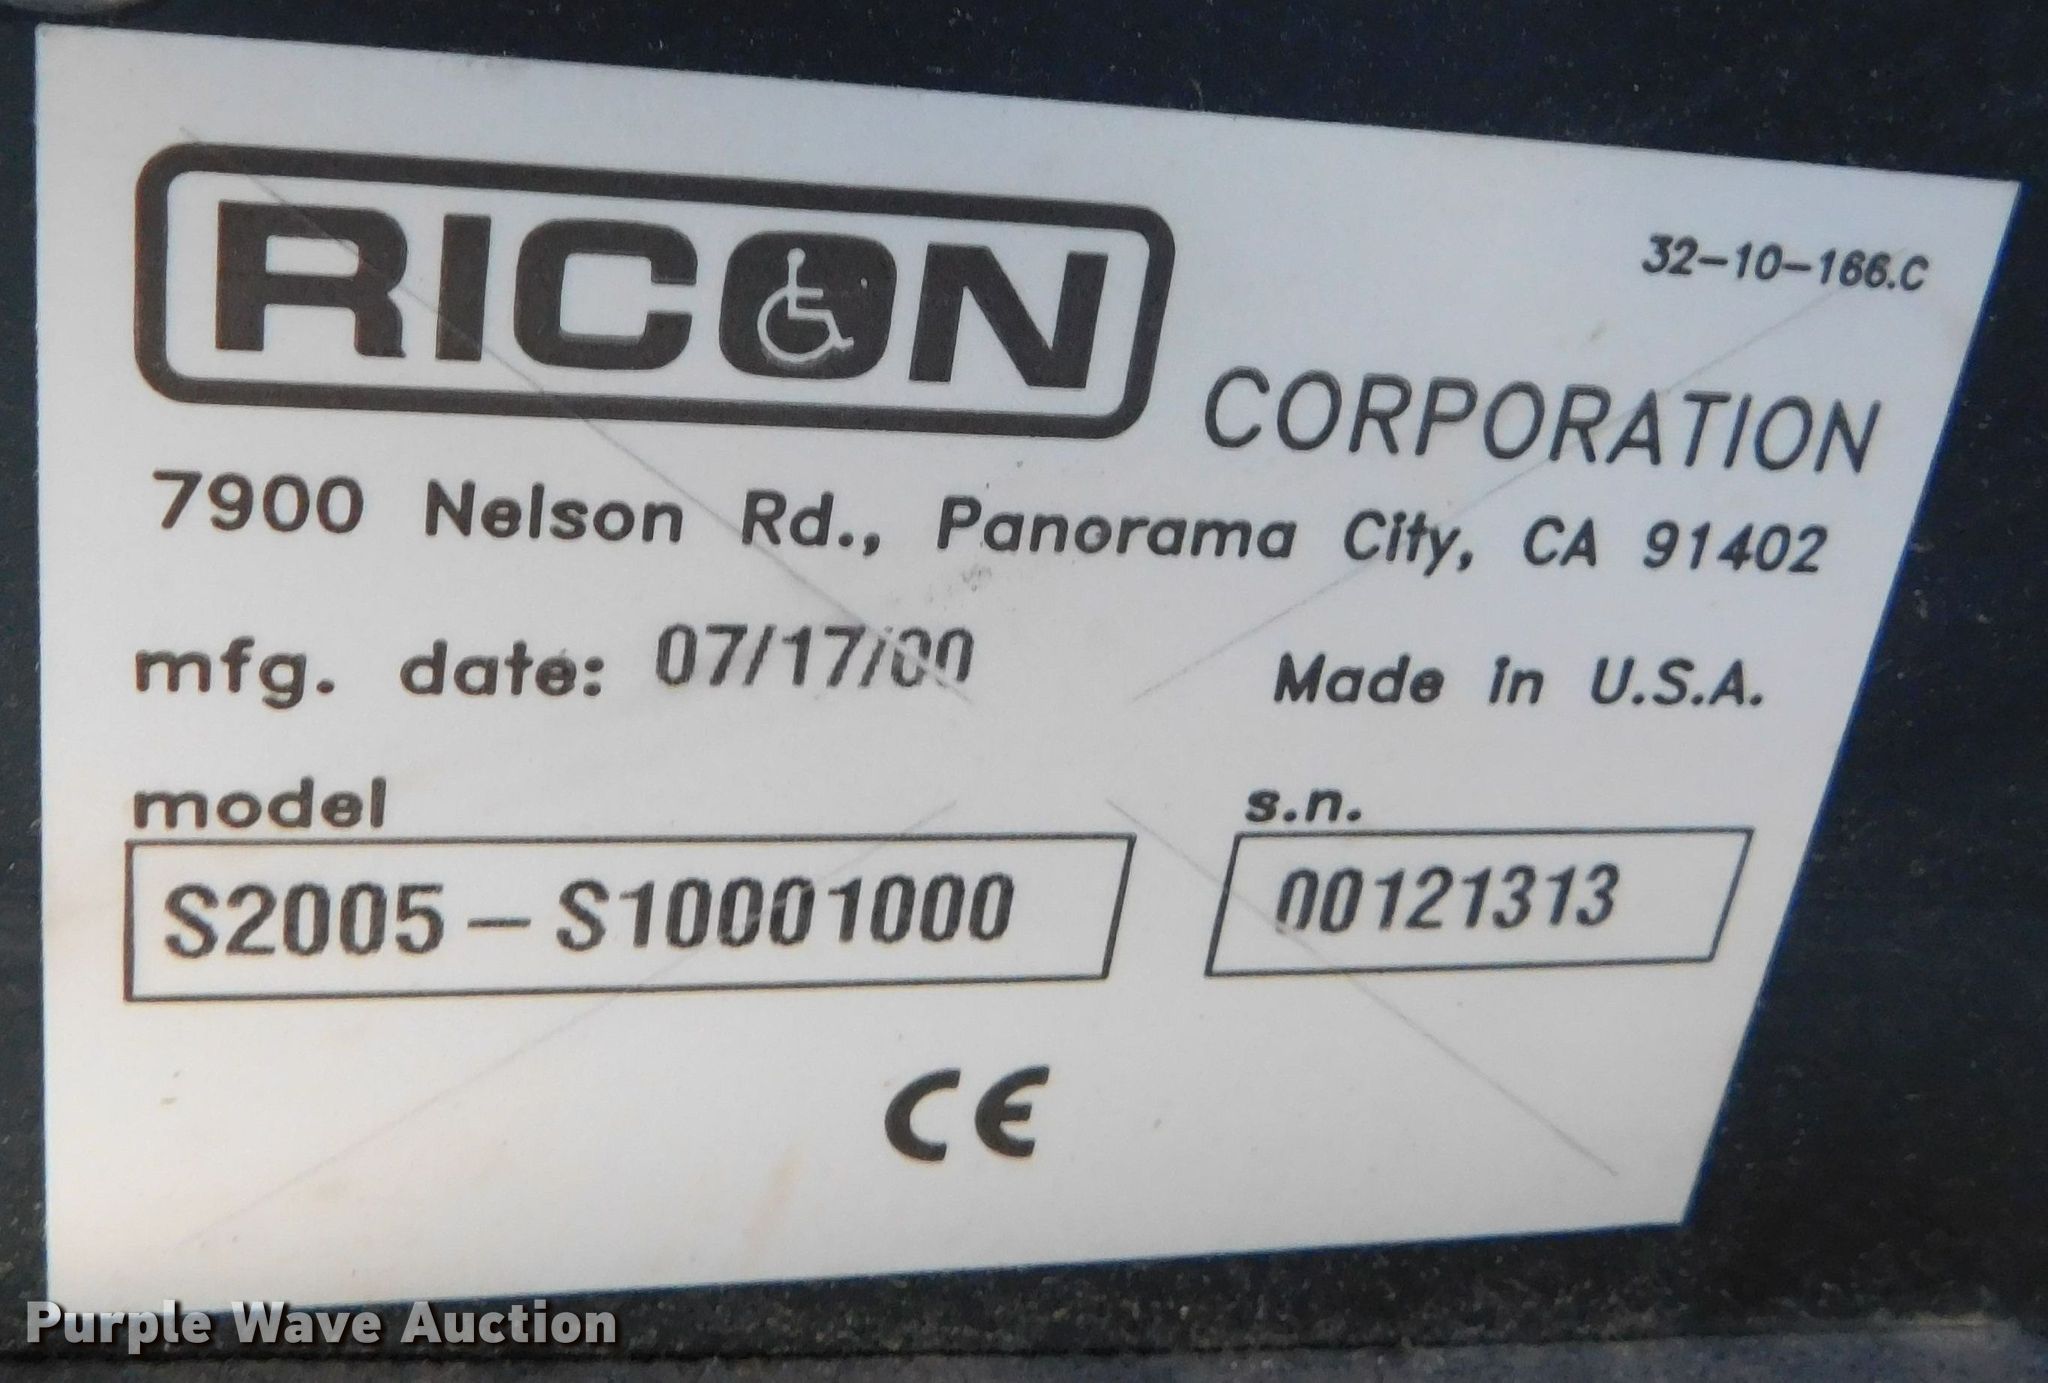 RICON
32-10-166.C
CORPORATION
7900 Nelson Rd., Panorama City, CA 91402
mfg. date: 07/17/00
Made in U.S.A.
model
s.n.
S2005-S10001000
00121313
CE
Purple Wave Auction